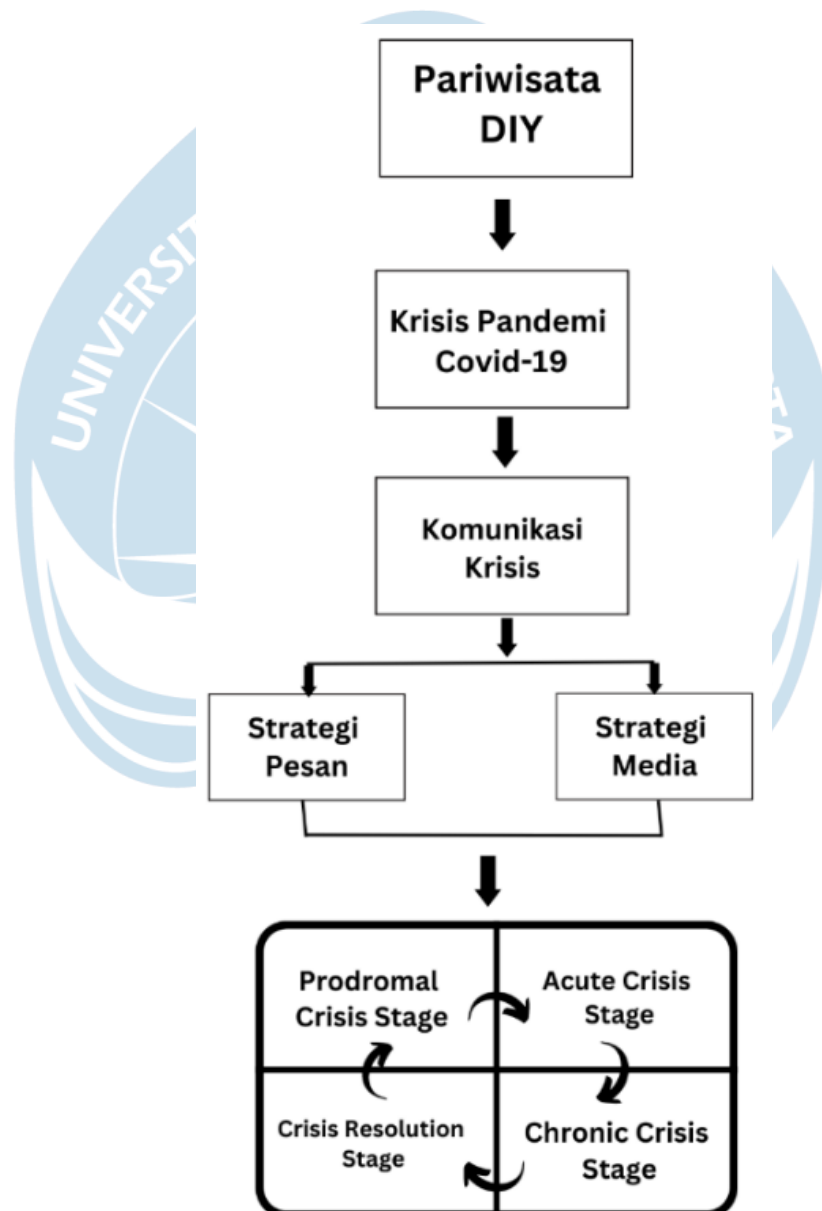 Pariwisata
DIY
Krisis Pandemi
Covid-19
Komunikasi
Krisis
Strategi
Pesan
Strategi
Media
Prodromal
Crisis Stage
Acute Crisis
Stage
Crisis Resolution
Stage
Chronic Crisis
Stage